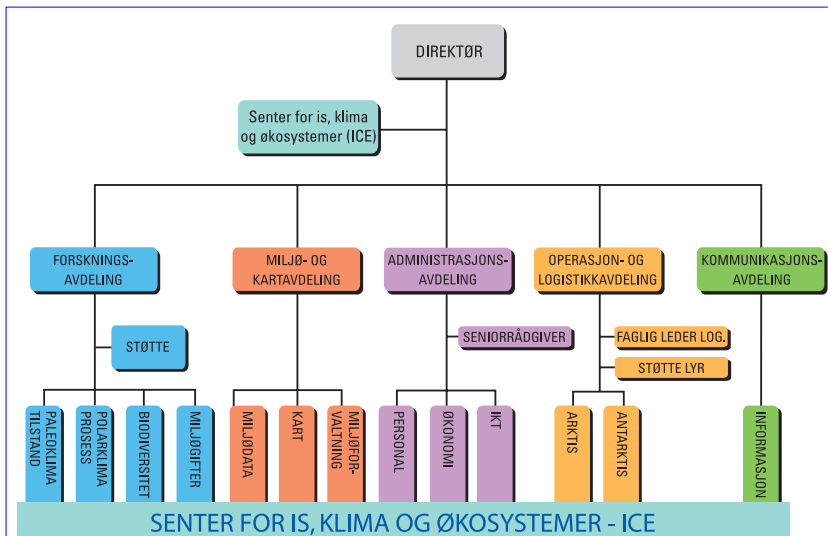 DIREKTØR
Senter for is, klima
og økosystemer (ICE)
FORSKNINGS-
AVDELING
MILJØ- OG
KARTAVDELING
ADMINISTRASJONS-
AVDELING
OPERASJON- OG
LOGISTIKKAVDELING
KOMMUNIKASJONS-
AVDELING
STØTTE
SENIORRÅDGIVER
FAGLIG LEDER LOG.
STØTTE LYR
PALEOKLIMA
TILSTAND
POLARKLIMA
PROSESS
BIODIVERSITET
MILJØGIFTER
MILJØDATA
KART
MILJØFOR-
VALTNING
PERSONAL
ØKONOMI
IKT
ARKTIS
ANTARKTIS
INFORMASJON
SENTER FOR IS, KLIMA OG ØKOSYSTEMER - ICE